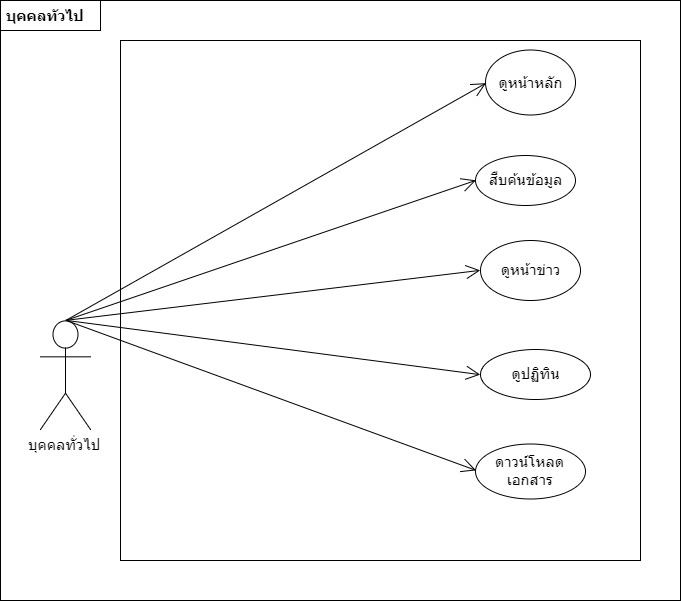 บุคคลทั่วไป
ดูหน้าหลัก
สืบค้นข้อมูล
ดูหน้าข่าว
ดูปฏิทิน
บุคคลทั่วไป
ดาวน์โหลด
เอกสาร